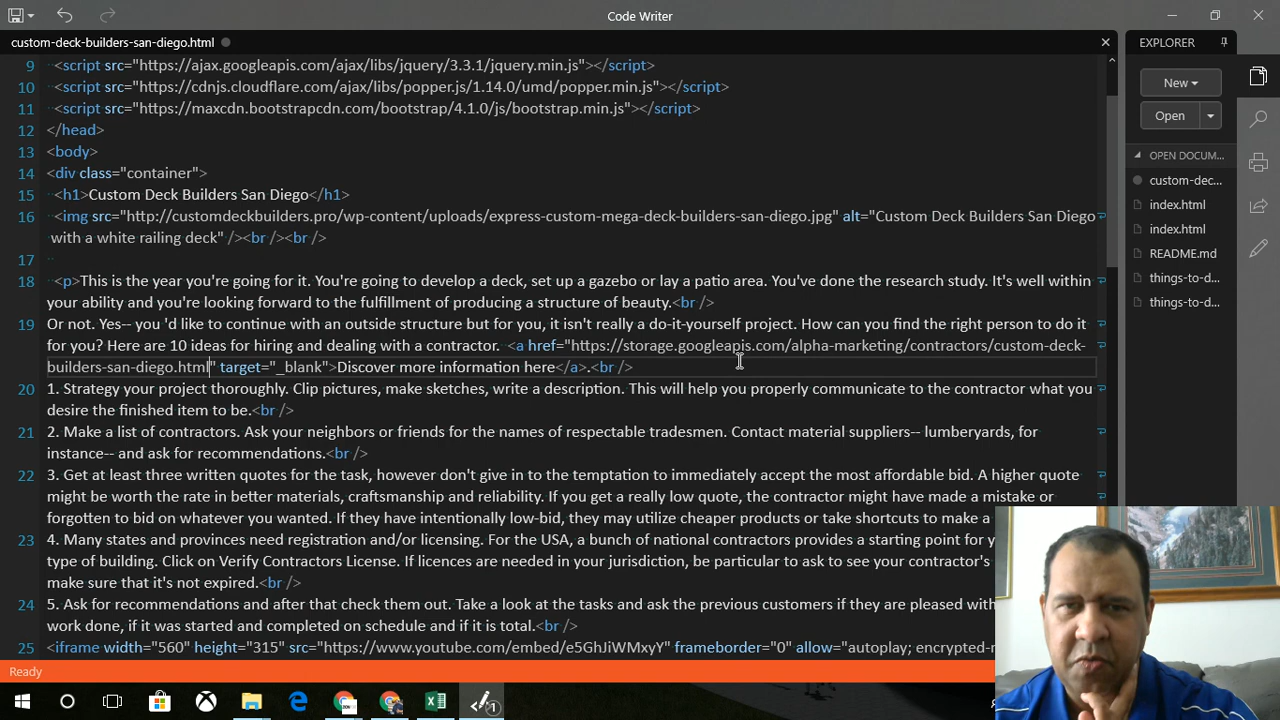 Code Writer
custom-deck-builders-san-diego.html
EXPLORER
9 <script src="https://ajax.googleapis.com/ajax/libs/jquery/3.3.1/jquery.min.js"></script>
10 <script src="https://cdnjs.cloudflare.com/ajax/libs/popper.js/1.14.0/umd/popper.min.js"></script>
11 <script src="https://maxcdn.bootstrapcdn.com/bootstrap/4.1.0/js/bootstrap.min.js"></script>
12 </head>
13 <body>
14 <div class="container">
15 <h1>Custom Deck Builders San Diego</h1>
16 <img src="http://customdeckbuilders.pro/wp-content/uploads/express-custom-mega-deck-builders-san-diego.jpg" alt="Custom Deck Builders San Diego
with a white railing deck" /><br /><br />
17
18 <p>This is the year you're going for it. You're going to develop a deck, set up a gazebo or lay a patio area. You've done the research study. It's well within
your ability and you're looking forward to the fulfillment of producing a structure of beauty.<br />
19 Or not. Yes-- you 'd like to continue with an outside structure but for you, it isn't really a do-it-yourself project. How can you find the right person to do it
for you? Here are 10 ideas for hiring and dealing with a contractor. <a href="https://storage.googleapis.com/alpha-marketing/contractors/custom-deck-
builders-san-diego.html" target="_blank">Discover more information here</a>.<br />
20 1. Strategy your project thoroughly. Clip pictures, make sketches, write a description. This will help you properly communicate to the contractor what you
desire the finished item to be.<br />
21 2. Make a list of contractors. Ask your neighbors or friends for the names of respectable tradesmen. Contact material suppliers-- lumberyards, for
instance-- and ask for recommendations.<br />
22 3. Get at least three written quotes for the task, however don't give in to the temptation to immediately accept the most affordable bid. A higher quote
might be worth the rate in better materials, craftsmanship and reliability. If you get a really low quote, the contractor might have made a mistake or
forgotten to bid on whatever you wanted. If they have intentionally low-bid, they may utilize cheaper products or take shortcuts to make a
23 4. Many states and provinces need registration and/or licensing. For the USA, a bunch of national contractors provides a starting point for
type of building. Click on Verify Contractors License. If licences are needed in your jurisdiction, be particular to ask to see your contractor's
make sure that it's not expired.<br />
24 5. Ask for recommendations and after that check them out. Take a look at the tasks and ask the previous customers if they are pleased with
work done, if it was started and completed on schedule and if it is total.<br />
25 <iframe width="560" height="315" src="https://www.youtube.com/embed/e5GhJiWMxyY" frameborder="0" allow="autoplay; encrypted-
New
Open
OPEN DOCUM...
custom-dec...
index.html
index.html
README.md
things-to-d...
things-to-d...
Ready